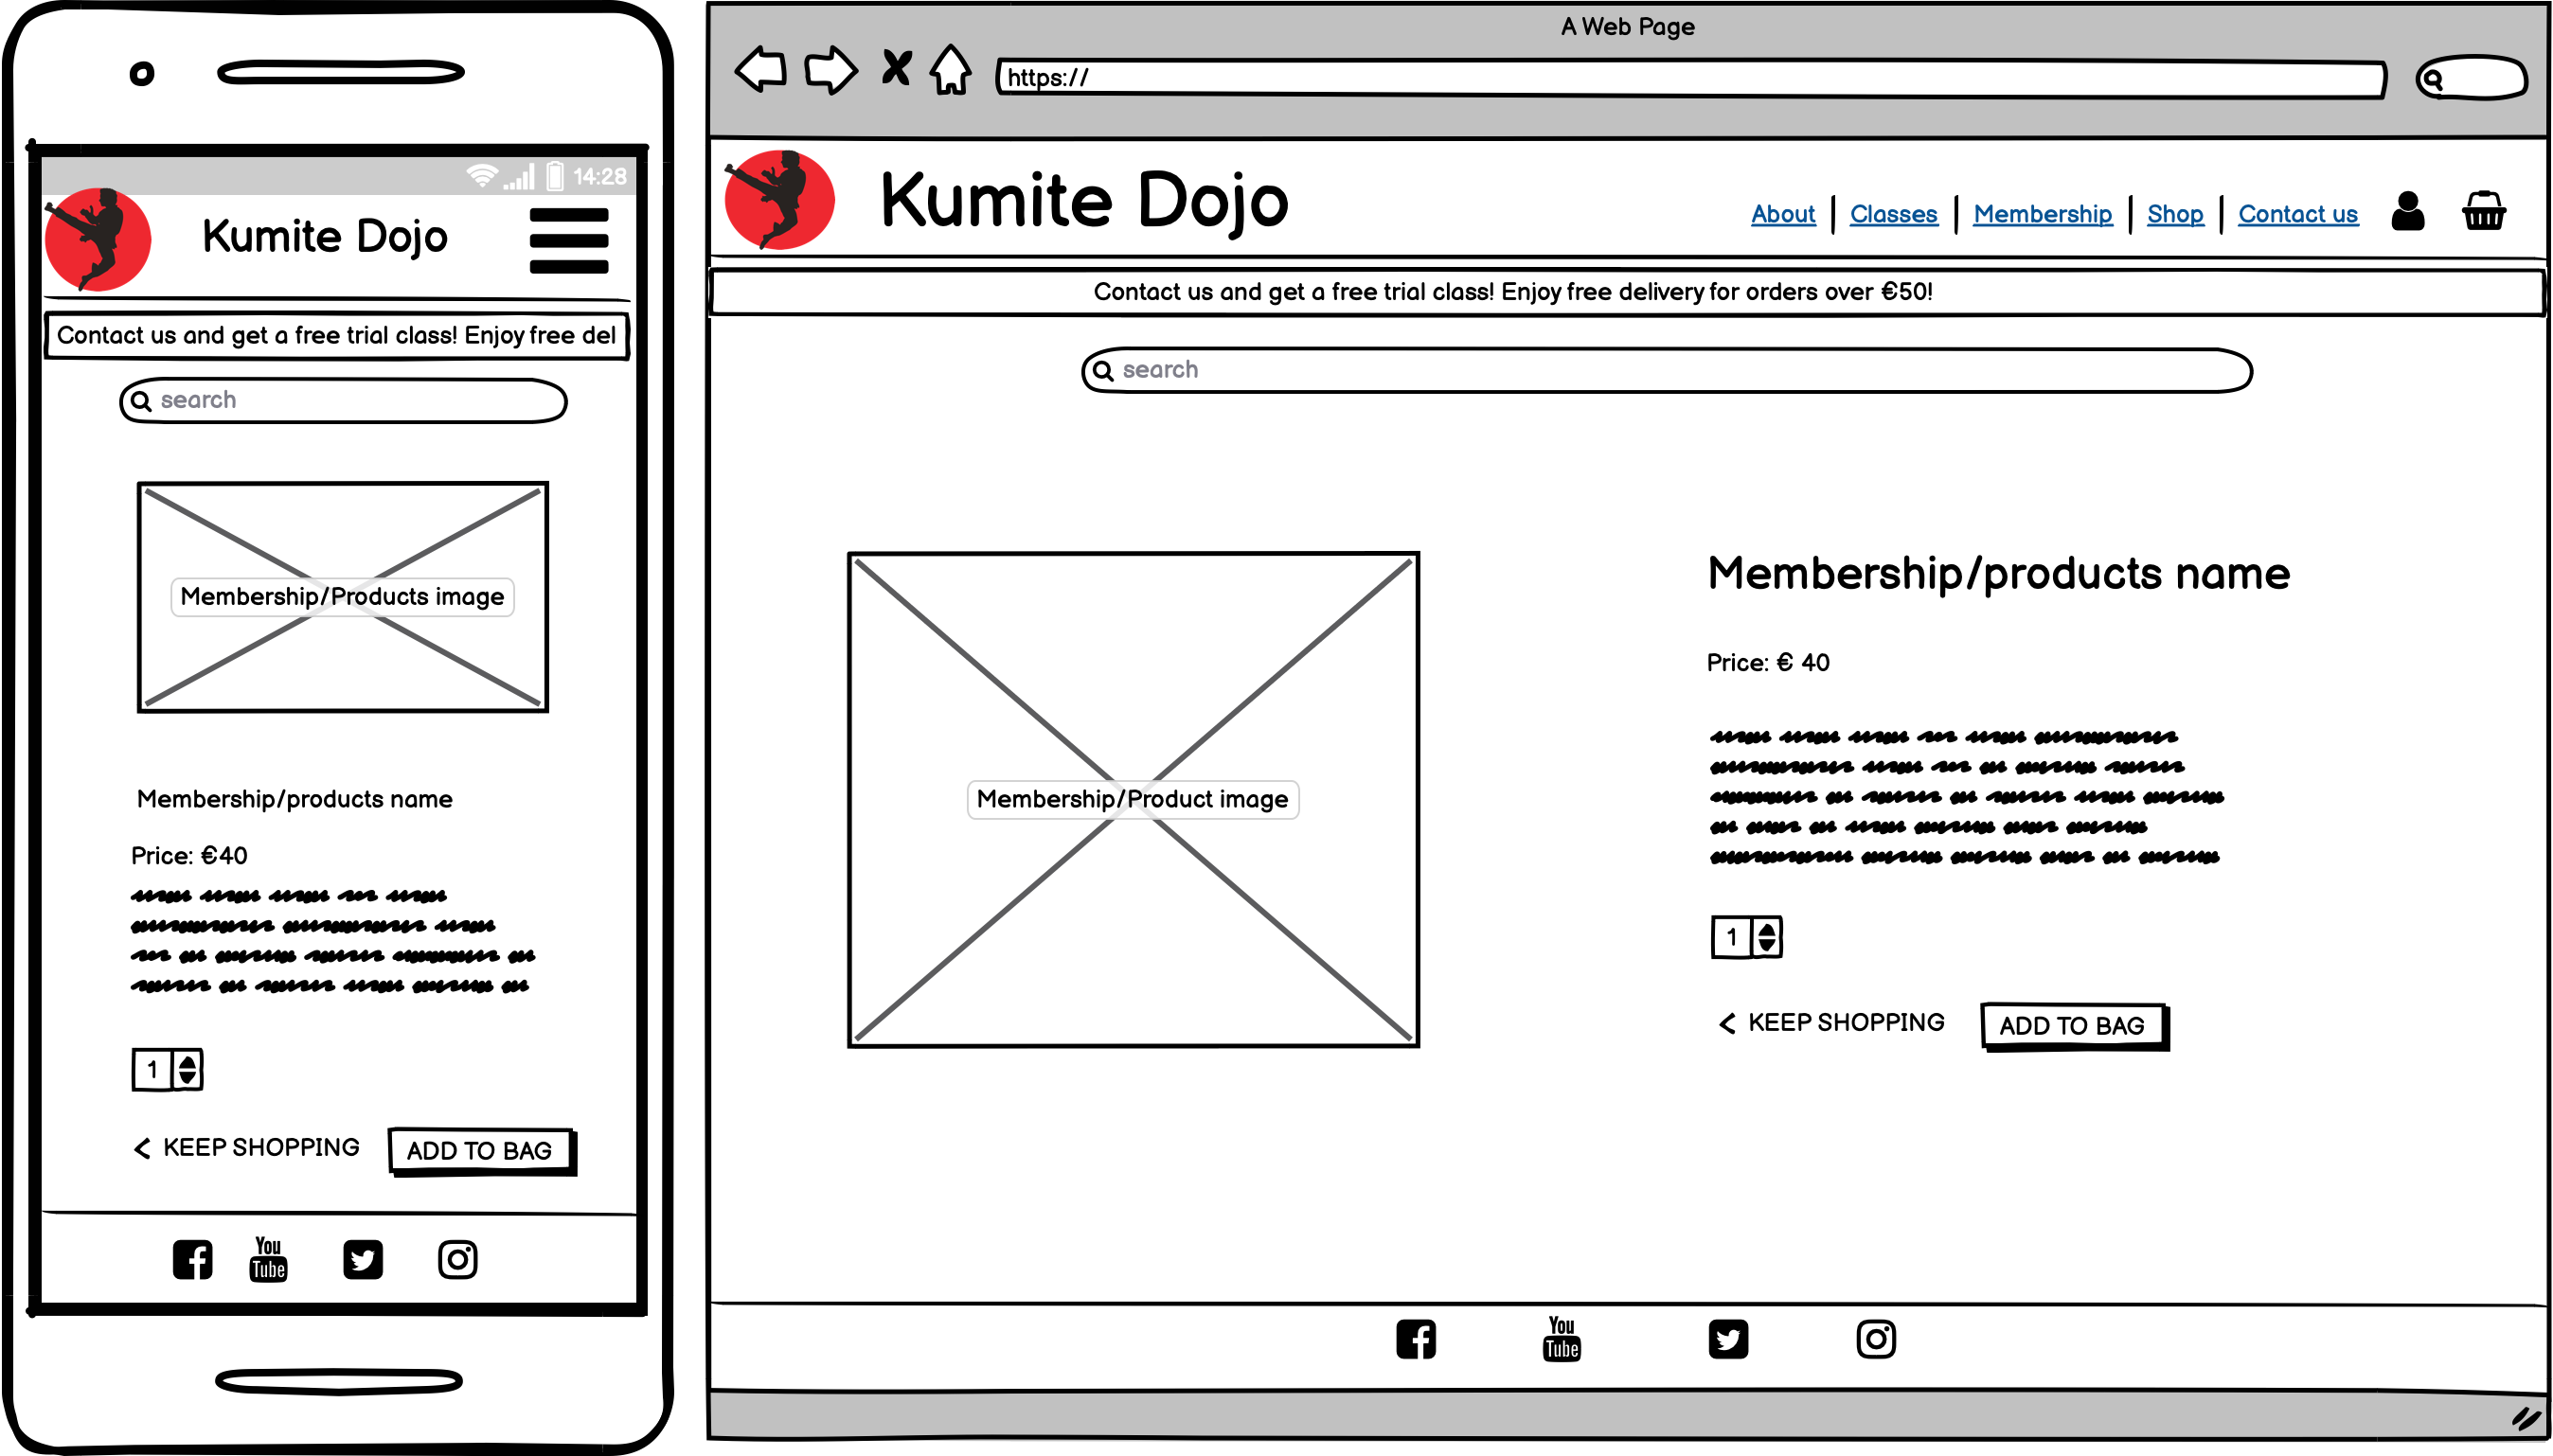 14:28
Kumite Dojo
Contact us and get a free trial class! Enjoy free del
search
Membership/Products image
Membership/products name
Price: €40
1
< KEEP SHOPPING
ADD TO BAG
You
Tube
A Web Page
https://
Kumite Dojo
About | Classes | Membership | Shop | Contact us
Contact us and get a free trial class! Enjoy free delivery for orders over €50!
search
Membership/Product image
Membership/products name
Price: € 40
1
< KEEP SHOPPING
ADD TO BAG
You
Tube